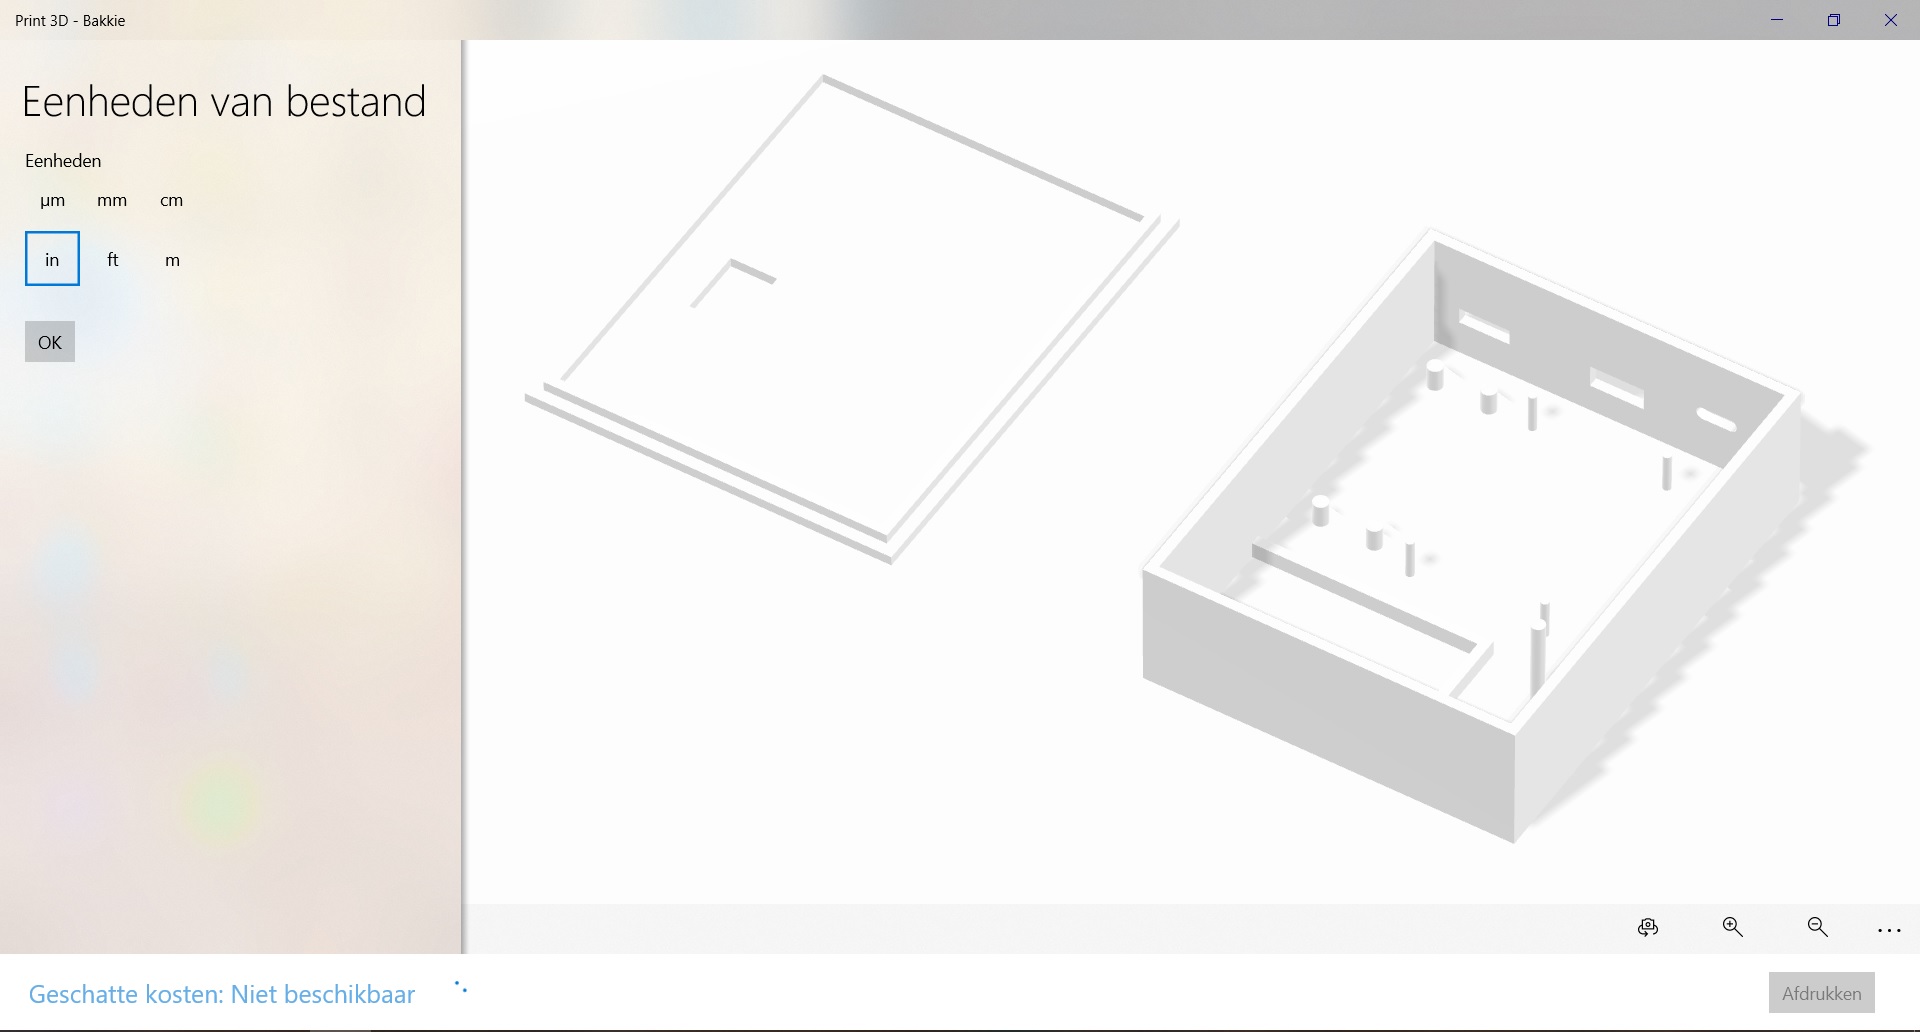 Print 3D - Bakkie
Eenheden van bestand
Eenheden
µm mm cm
in ft m
OK
Geschatte kosten: Niet beschikbaar
Afdrukken